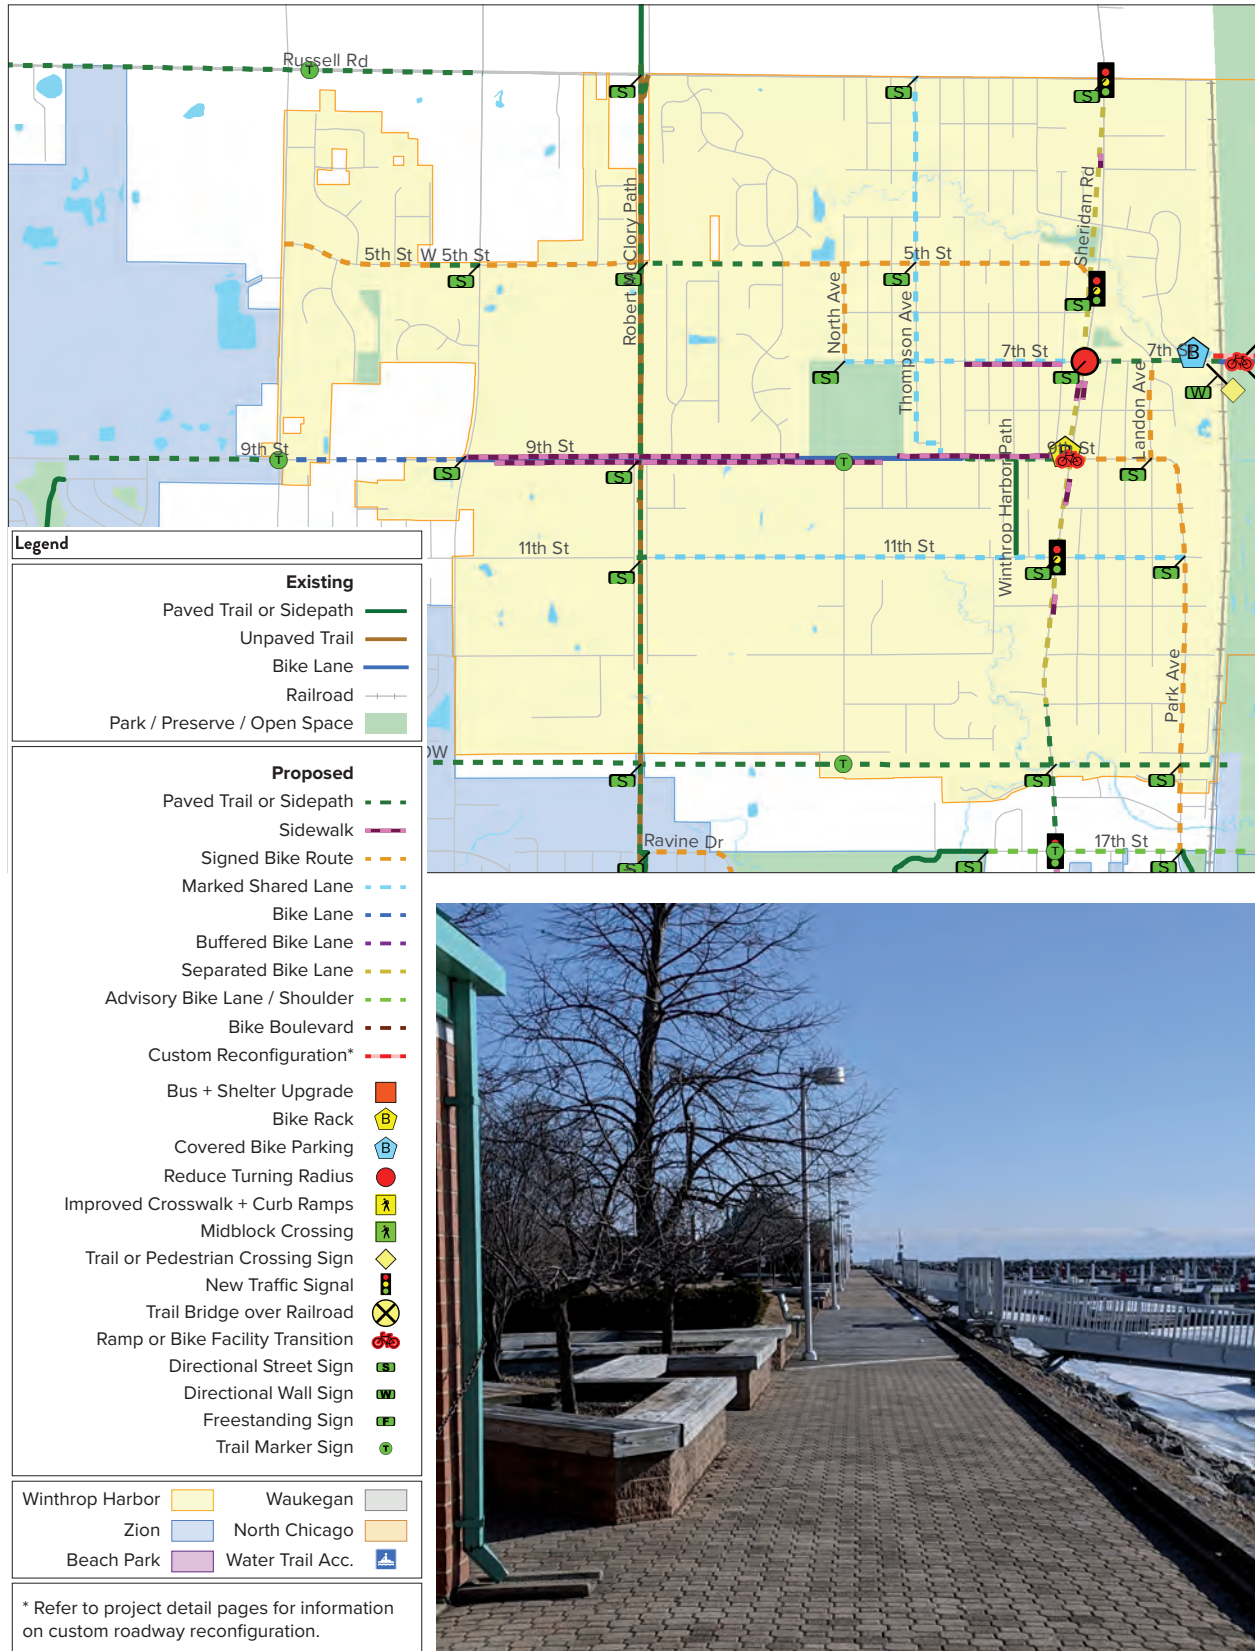 Russell Rd
T
S
S
S
Robert McClory Path
Sheridan Rd
5th St
W 5th St
5th St
S
S
S
S
North Ave
Thompson Ave
7th St
7th St
B
S
S
W
Landon Ave
9th St
9th St
9th St
T
S
S
T
S
Winthrop Harbor Path
11th St
11th St
S
S
S
Park Ave
T
S
S
S
Ravine Dr
17th St
S
S
T
S
Legend
Existing
Paved Trail or Sidepath
Unpaved Trail
Bike Lane
Railroad
Park / Preserve / Open Space
Proposed
Paved Trail or Sidepath
Sidewalk
Signed Bike Route
Marked Shared Lane
Bike Lane
Buffered Bike Lane
Separated Bike Lane
Advisory Bike Lane / Shoulder
Bike Boulevard
Custom Reconfiguration*
Bus + Shelter Upgrade
Bike Rack B
Covered Bike Parking B
Reduce Turning Radius
Improved Crosswalk + Curb Ramps
Midblock Crossing
Trail or Pedestrian Crossing Sign
New Traffic Signal
Trail Bridge over Railroad
Ramp or Bike Facility Transition
Directional Street Sign S
Directional Wall Sign W
Freestanding Sign F
Trail Marker Sign T
Winthrop Harbor Waukegan
Zion North Chicago
Beach Park Water Trail Acc.
* Refer to project detail pages for information
on custom roadway reconfiguration.